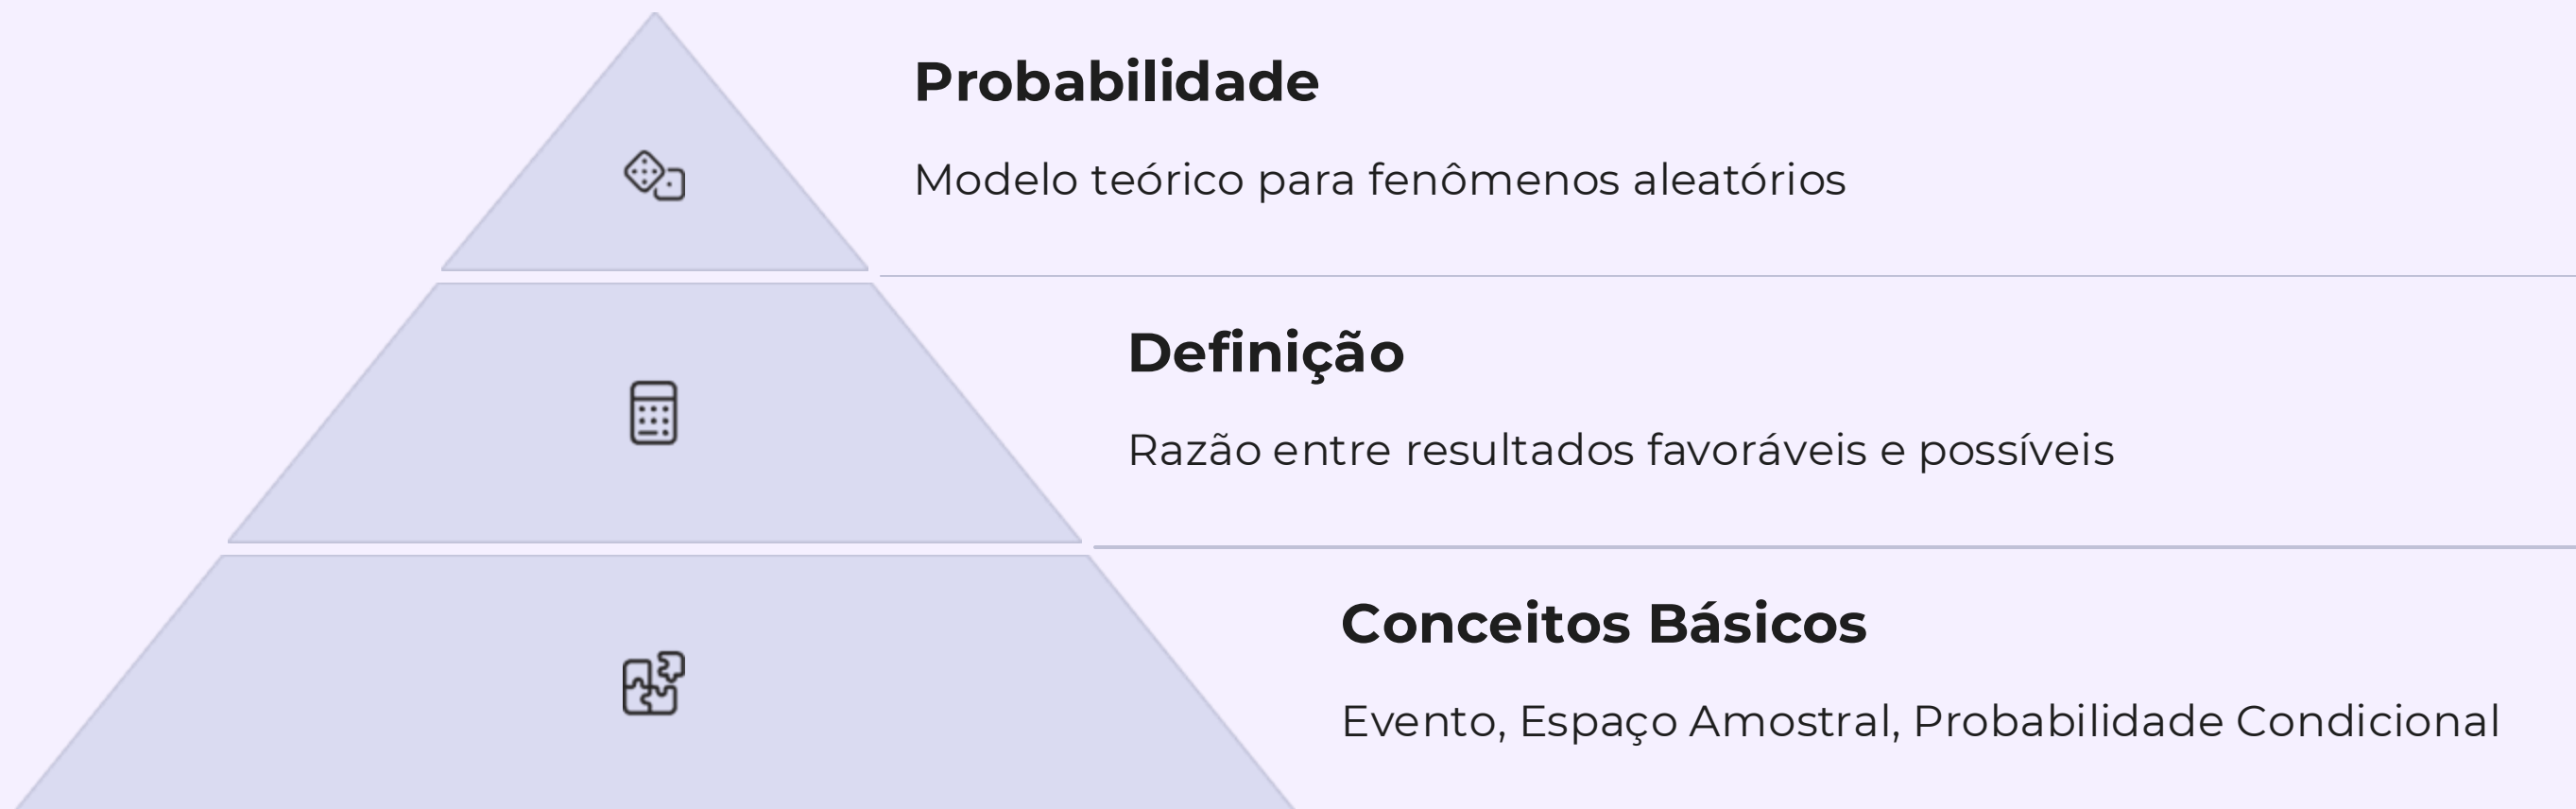 Probabilidade
Modelo teórico para fenômenos aleatórios
Definição
Razão entre resultados favoráveis e possíveis
Conceitos Básicos
Evento, Espaço Amostral, Probabilidade Condicional